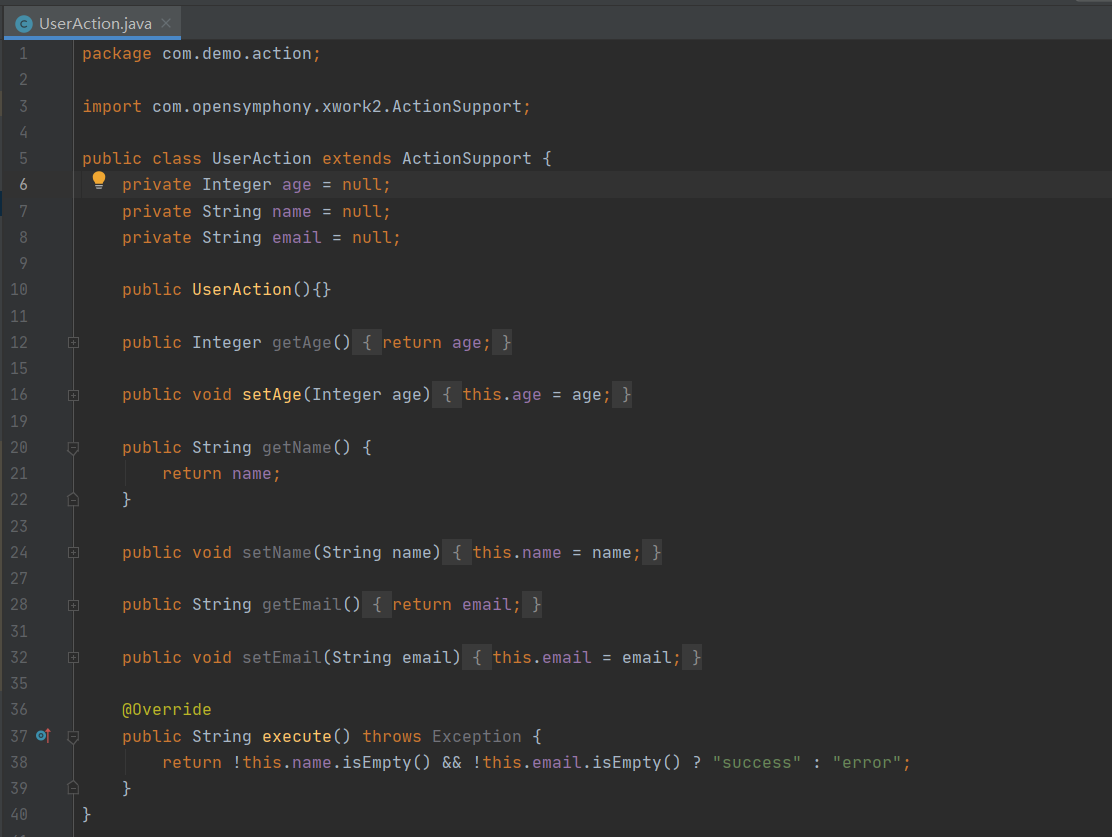 UserAction.java
1 package com.demo.action;
2
3 import com.opensymphony.xwork2.ActionSupport;
4
5 public class UserAction extends ActionSupport {
6 private Integer age = null;
7 private String name = null;
8 private String email = null;
9
10 public UserAction(){}
11
12 public Integer getAge() { return age; }
15
16 public void setAge(Integer age) { this.age = age; }
19
20 public String getName() {
21 return name;
22 }
23
24 public void setName(String name) { this.name = name; }
27
28 public String getEmail() { return email; }
31
32 public void setEmail(String email) { this.email = email; }
35
36 @Override
37 public String execute() throws Exception {
38 return !this.name.isEmpty() && !this.email.isEmpty() ? "success" : "error";
39 }
40 }